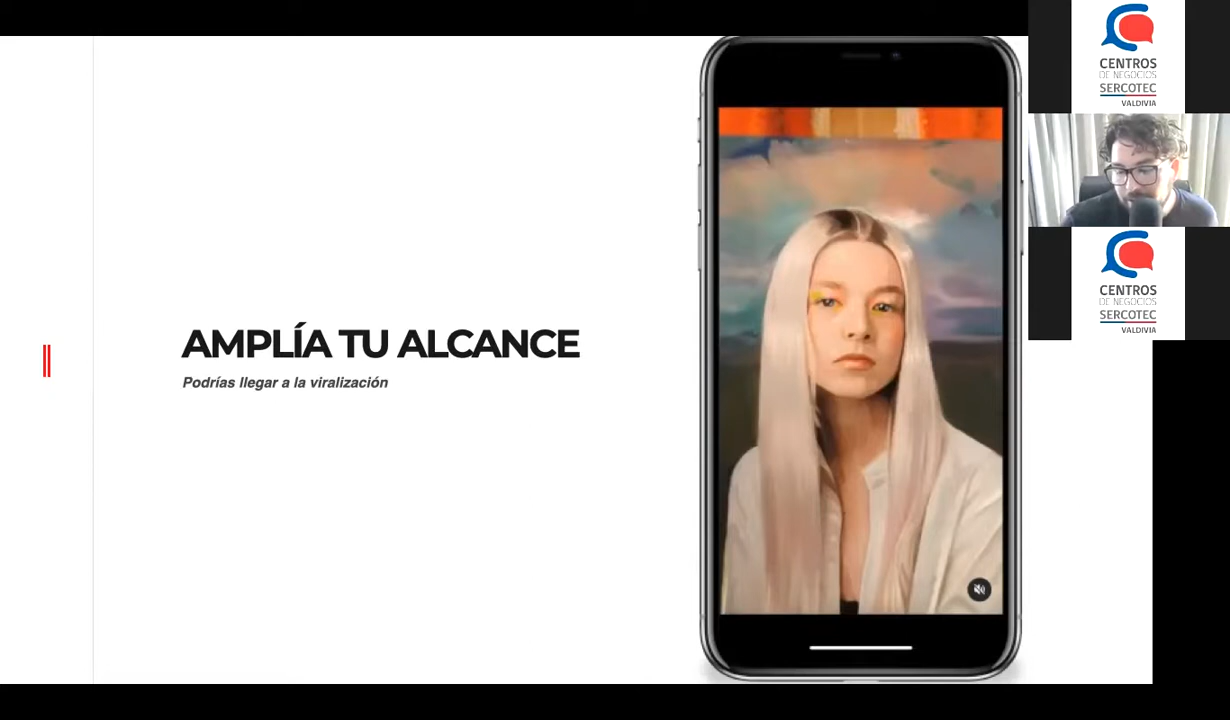 AMPLÍA TU ALCANCE
Podrías llegar a la viralización
CENTROS
DE NEGOCIOS
SERCOTEC
VALDIVIA
CENTROS
DE NEGOCIOS
SERCOTEC
VALDIVIA